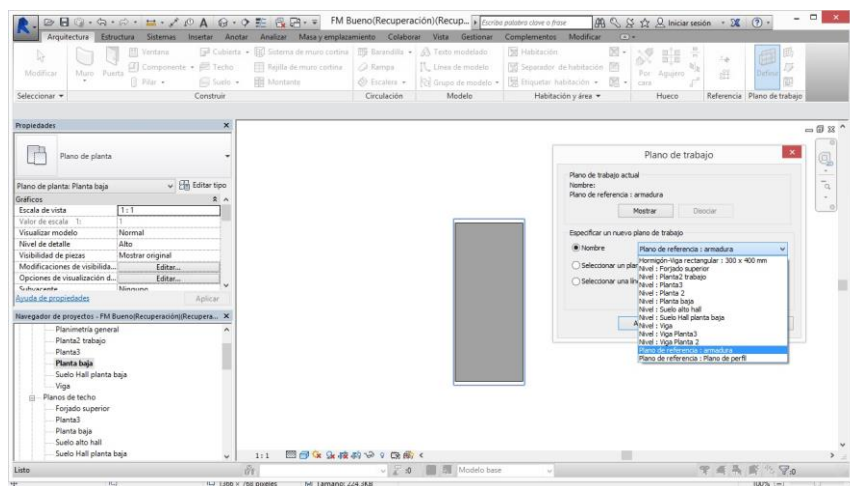 FM Bueno(Recuperación)(Recup...
Escriba palabra clave o frase
Iniciar sesión
Arquitectura Estructura Sistemas Insertar Anotar Analizar Masa y emplazamiento Colaborar Vista Gestionar Complementos Modificar
Ventana Cubierta Sistema de muro cortina Barandilla Texto modelado Habitación
Modificar Muro Puerta Componente Techo Rejilla de muro cortina Rampa Línea de modelo Separador de habitación Por cara Agujero Definir
Pilar Suelo Montante Escalera Grupo de modelo Etiquetar habitación
Seleccionar Construir Circulación Modelo Habitación y área Hueco Referencia Plano de trabajo
Propiedades
Plano de planta
Plano de planta: Planta baja Editar tipo
Gráficos
Escala de vista 1 : 1
Valor de escala 1: 1
Visualizar modelo Normal
Nivel de detalle Alto
Visibilidad de piezas Mostrar original
Modificaciones de visibilida... Editar...
Opciones de visualización d... Editar...
Subyacente Ninguno
Ayuda de propiedades Aplicar
Navegador de proyectos - FM Bueno(Recuperación)(Recupera...
Planimetría general
Planta2 trabajo
Planta3
Planta baja
Suelo Hall planta baja
Viga
Planos de techo
Forjado superior
Planta3
Planta baja
Suelo alto hall
Suelo Hall planta baja
Plano de trabajo
Plano de trabajo actual
Nombre:
Plano de referencia : armadura
Mostrar Disociar
Especificar un nuevo plano de trabajo
Nombre Plano de referencia : armadura
Seleccionar un plan
Seleccionar una lín
Hormigón-Viga rectangular : 300 x 400 mm
Nivel : Forjado superior
Nivel : Planta2 trabajo
Nivel : Planta3
Nivel : Planta 2
Nivel : Planta baja
Nivel : Suelo alto hall
Nivel : Suelo Hall planta baja
Nivel : Viga
Nivel : Viga Planta3
Nivel : Viga Planta 2
Plano de referencia : armadura
Plano de referencia : Plano de perfil
1 : 1
Listo :0 Modelo base :0
1366 × 768 píxeles Tamaño: 224,3KB 100%